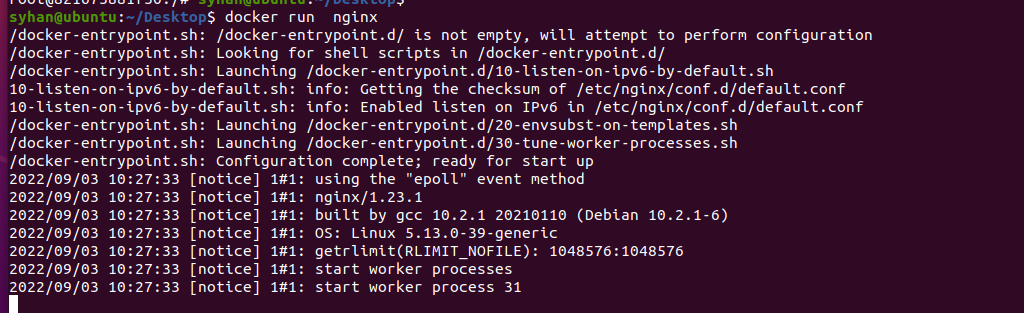 syhan@ubuntu:~/Desktop$ docker run  nginx
/docker-entrypoint.sh: /docker-entrypoint.d/ is not empty, will attempt to perform configuration
/docker-entrypoint.sh: Looking for shell scripts in /docker-entrypoint.d/
/docker-entrypoint.sh: Launching /docker-entrypoint.d/10-listen-on-ipv6-by-default.sh
10-listen-on-ipv6-by-default.sh: info: Getting the checksum of /etc/nginx/conf.d/default.conf
10-listen-on-ipv6-by-default.sh: info: Enabled listen on IPv6 in /etc/nginx/conf.d/default.conf
/docker-entrypoint.sh: Launching /docker-entrypoint.d/20-envsubst-on-templates.sh
/docker-entrypoint.sh: Launching /docker-entrypoint.d/30-tune-worker-processes.sh
/docker-entrypoint.sh: Configuration complete; ready for start up
2022/09/03 10:27:33 [notice] 1#1: using the "epoll" event method
2022/09/03 10:27:33 [notice] 1#1: nginx/1.23.1
2022/09/03 10:27:33 [notice] 1#1: built by gcc 10.2.1 20210110 (Debian 10.2.1-6)
2022/09/03 10:27:33 [notice] 1#1: OS: Linux 5.13.0-39-generic
2022/09/03 10:27:33 [notice] 1#1: getrlimit(RLIMIT_NOFILE): 1048576:1048576
2022/09/03 10:27:33 [notice] 1#1: start worker processes
2022/09/03 10:27:33 [notice] 1#1: start worker process 31